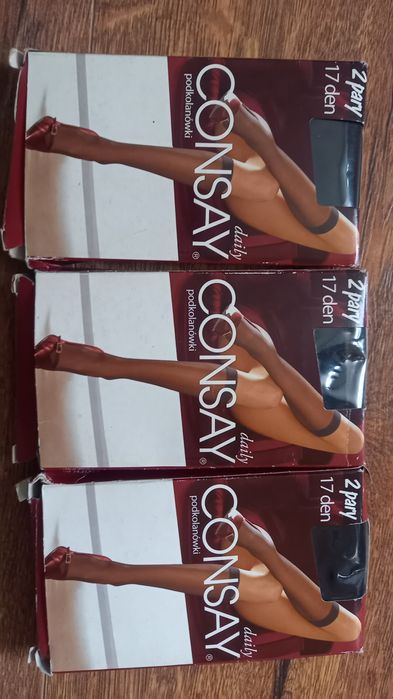 2 pary
17 den
CONSAY®
podkolanówki
daily
2 pary
17 den
CONSAY®
podkolanówki
daily
2 pary
17 den
CONSAY®
podkolanówki
daily